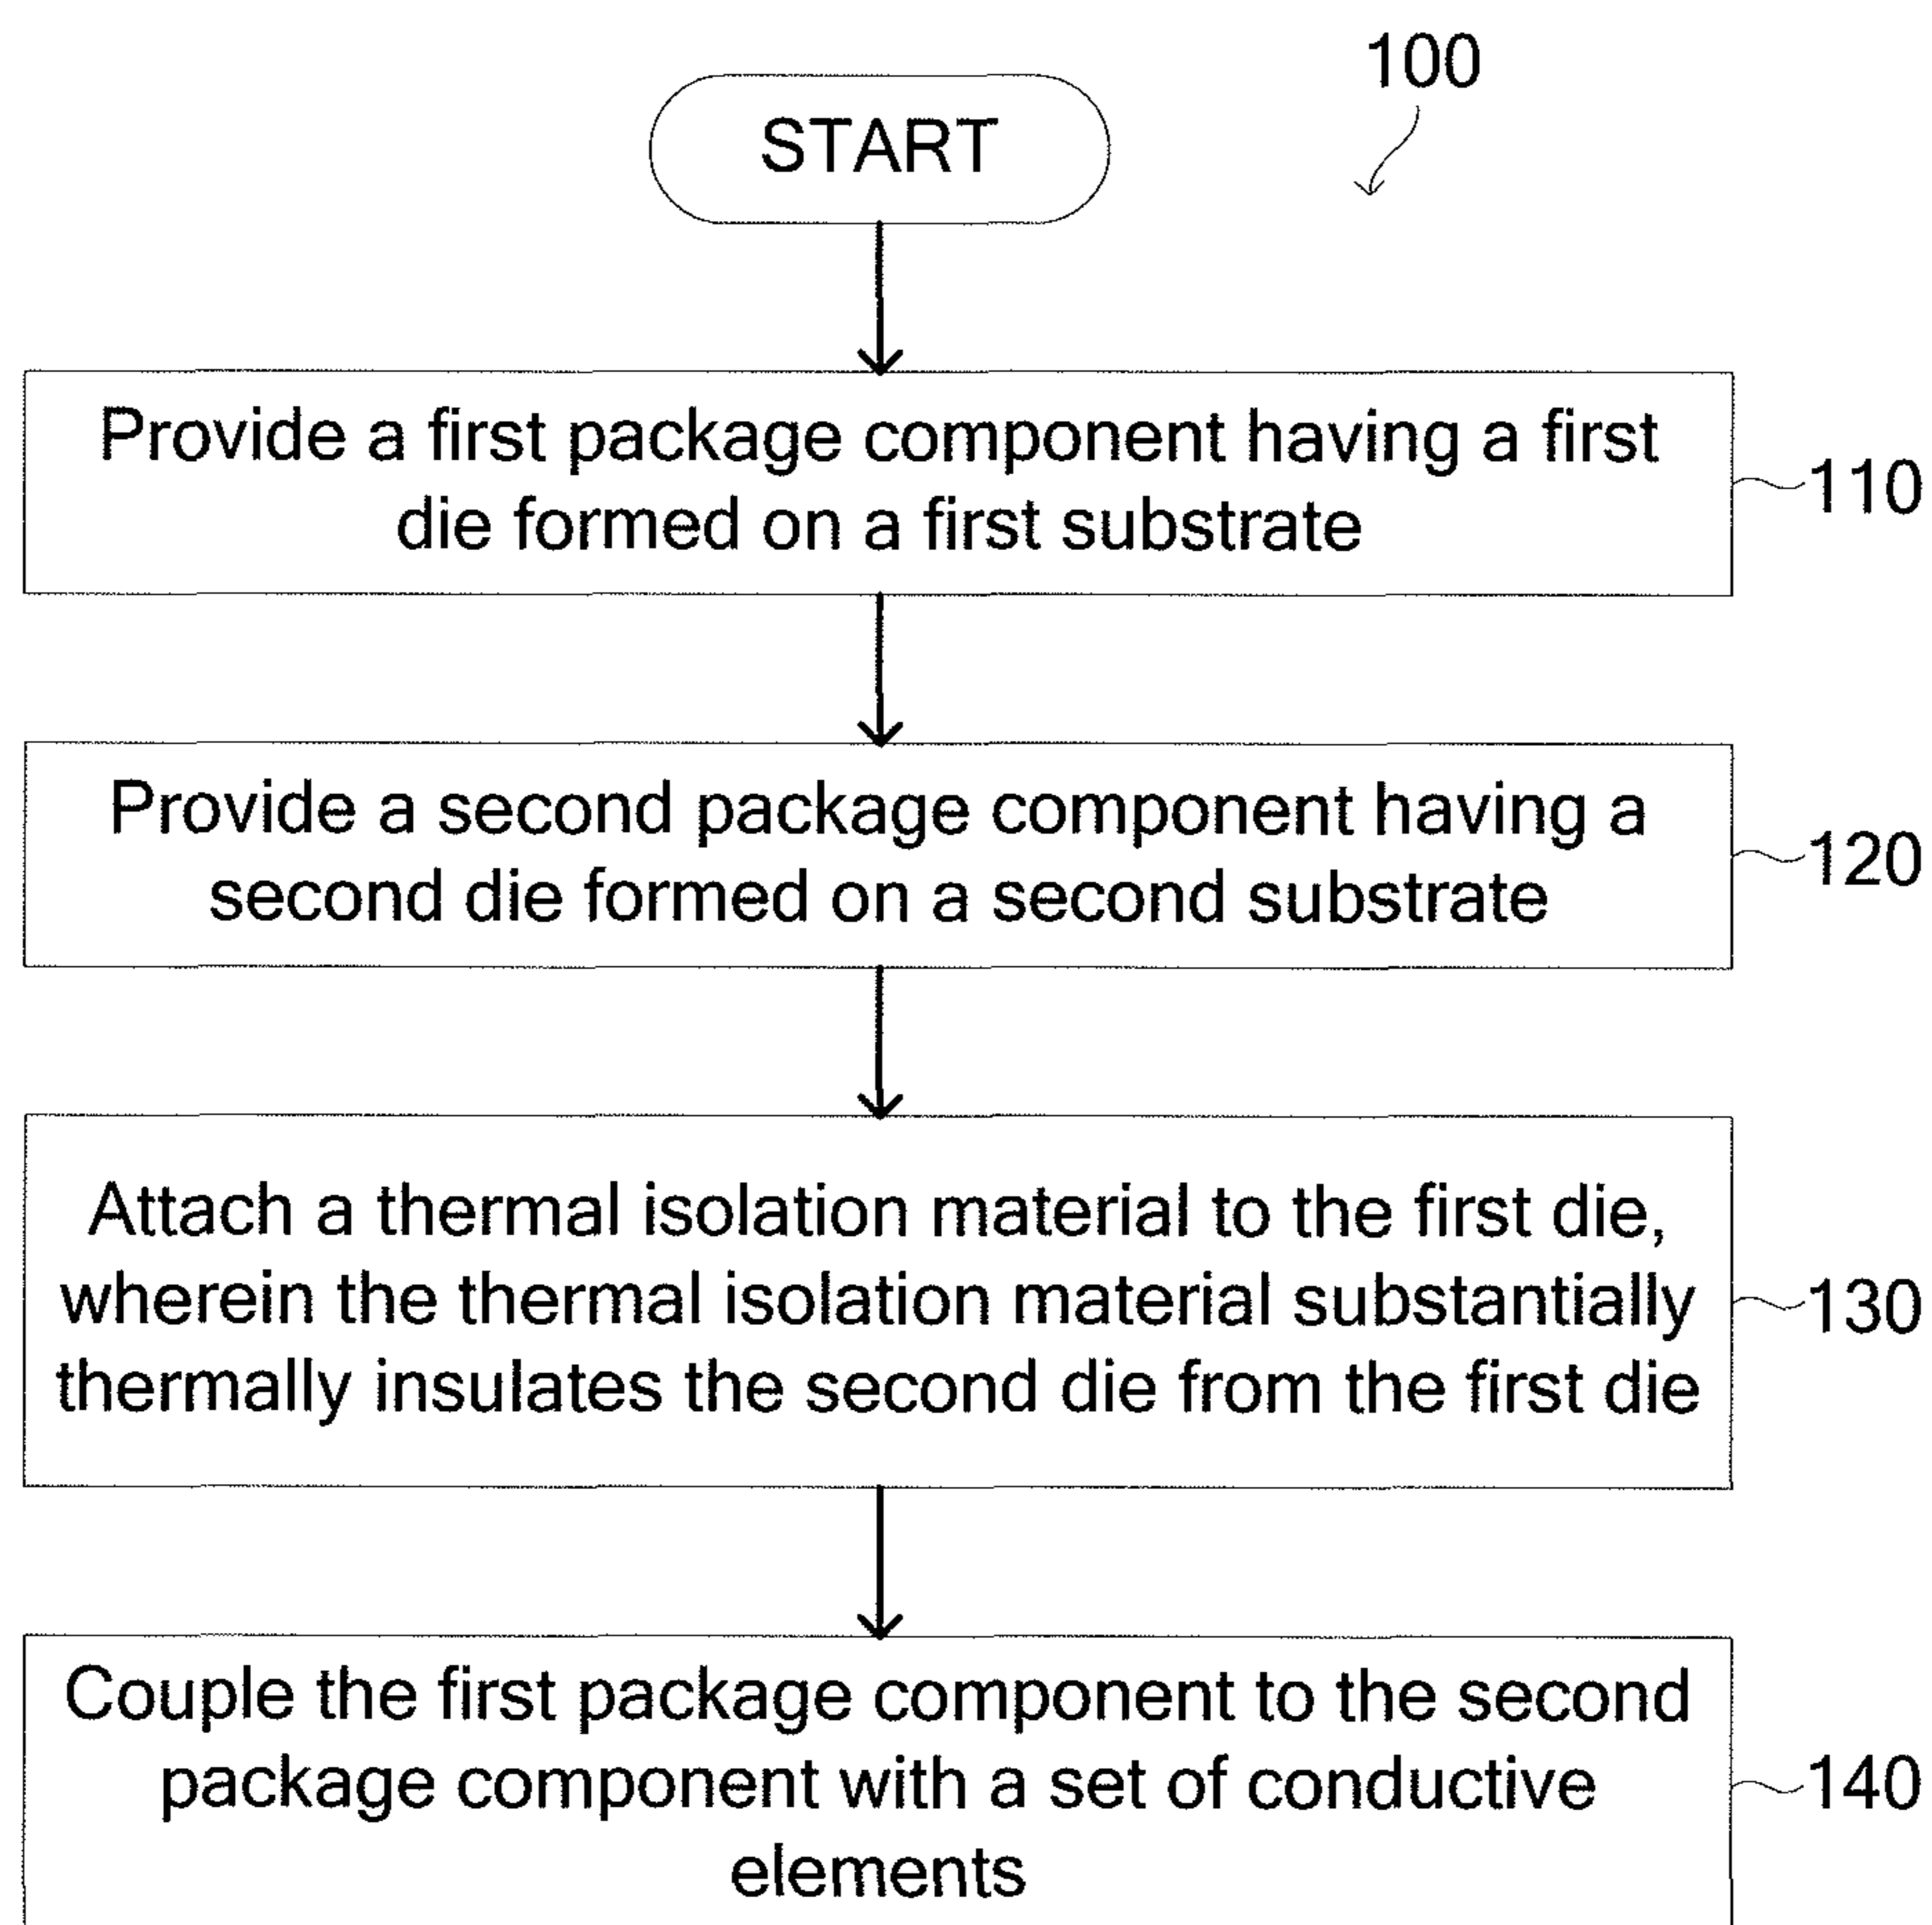 100
START
Provide a first package component having a first
die formed on a first substrate
110
Provide a second package component having a
second die formed on a second substrate
120
Attach a thermal isolation material to the first die,
wherein the thermal isolation material substantially
thermally insulates the second die from the first die
130
Couple the first package component to the second
package component with a set of conductive
elements
140